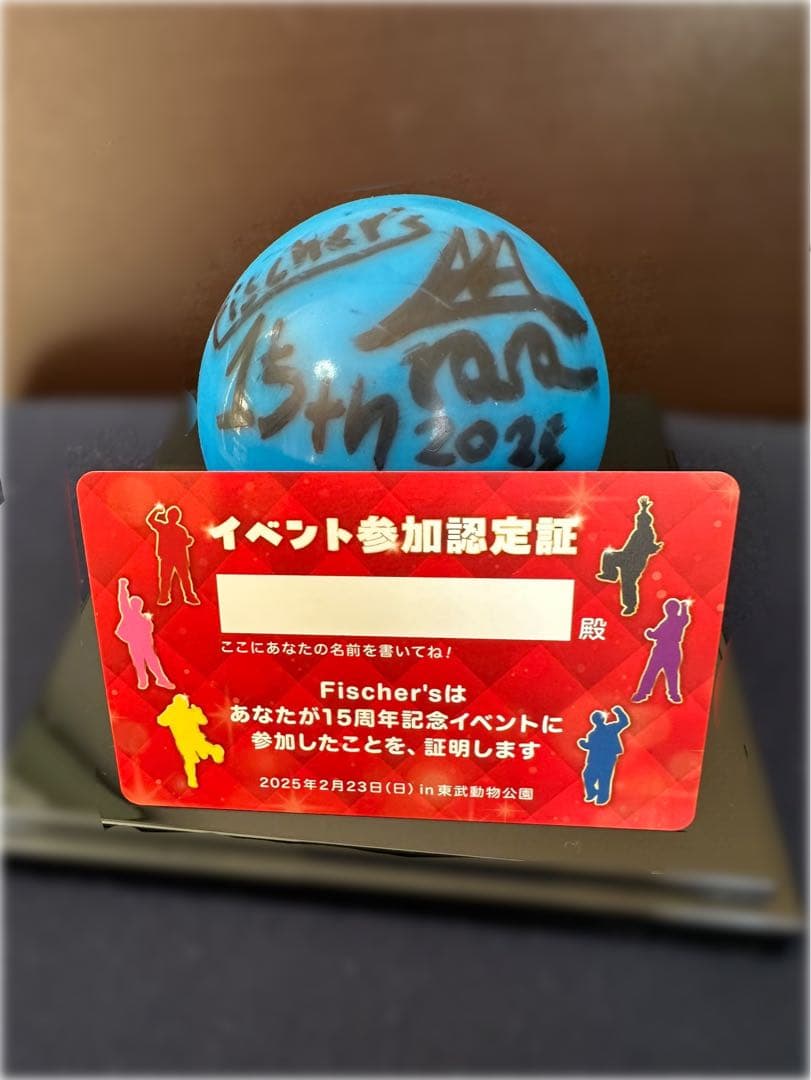 Fischer's
15th
2025
イベント参加認定証
殿
ここにあなたの名前を書いてね！
Fischer'sは
あなたが15周年記念イベントに
参加したことを、証明します
2025年2月23日(日) in 東武動物公園